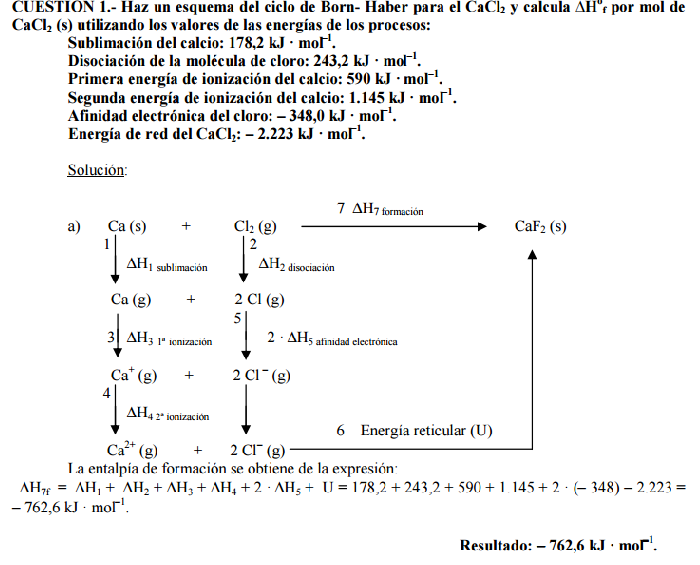 CUESTION 1.- Haz un esquema del ciclo de Born- Haber para el CaCl₂ y calcula ΔHº_f por mol de
CaCl₂ (s) utilizando los valores de las energías de los procesos:
Sublimación del calcio: 178,2 kJ · mol⁻¹.
Disociación de la molécula de cloro: 243,2 kJ · mol⁻¹.
Primera energía de ionización del calcio: 590 kJ · mol⁻¹.
Segunda energía de ionización del calcio: 1.145 kJ · mol⁻¹.
Afinidad electrónica del cloro: – 348,0 kJ · mol⁻¹.
Energía de red del CaCl₂: – 2.223 kJ · mol⁻¹.
Solución:
7 ΔH₇ formación
a) Ca (s) + Cl₂ (g) CaF₂ (s)
1 2
ΔH₁ sublimación ΔH₂ disociación
Ca (g) + 2 Cl (g)
5
3 ΔH₃ 1ª ionización 2 · ΔH₅ afinidad electrónica
Ca⁺ (g) + 2 Cl⁻ (g)
4
ΔH₄ 2ª ionización
6 Energía reticular (U)
Ca²⁺ (g) + 2 Cl⁻ (g)
La entalpía de formación se obtiene de la expresión:
ΔH₇f = ΔH₁ + ΔH₂ + ΔH₃ + ΔH₄ + 2 · ΔH₅ + U = 178,2 + 243,2 + 590 + 1.145 + 2 · (– 348) – 2.223 =
– 762,6 kJ · mol⁻¹.
Resultado: – 762,6 kJ · mol⁻¹.